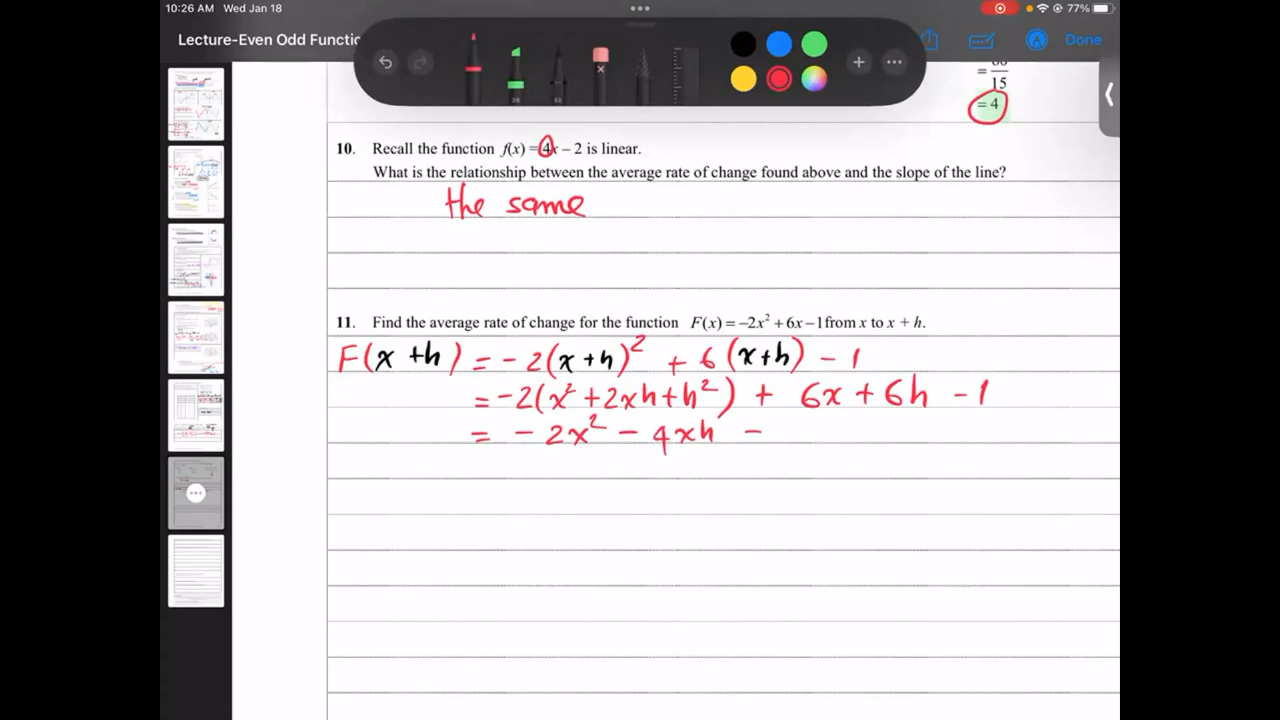 10:26 AM Wed Jan 18
77%
Lecture-Even Odd Functio
Done
=
15
= 4
10. Recall the function f(x) = 4x – 2 is linear.
What is the relationship between the average rate of change found above and the slope of the line?
the same
11. Find the average rate of change for the function F(x) = –2x² + 6x – 1 from x to x + h.
F(x + h) = - 2(x+h)² + 6(x+h) - 1
= -2(x² + 2xh + h²) + 6x + 6h - 1
= - 2x² - 4xh -